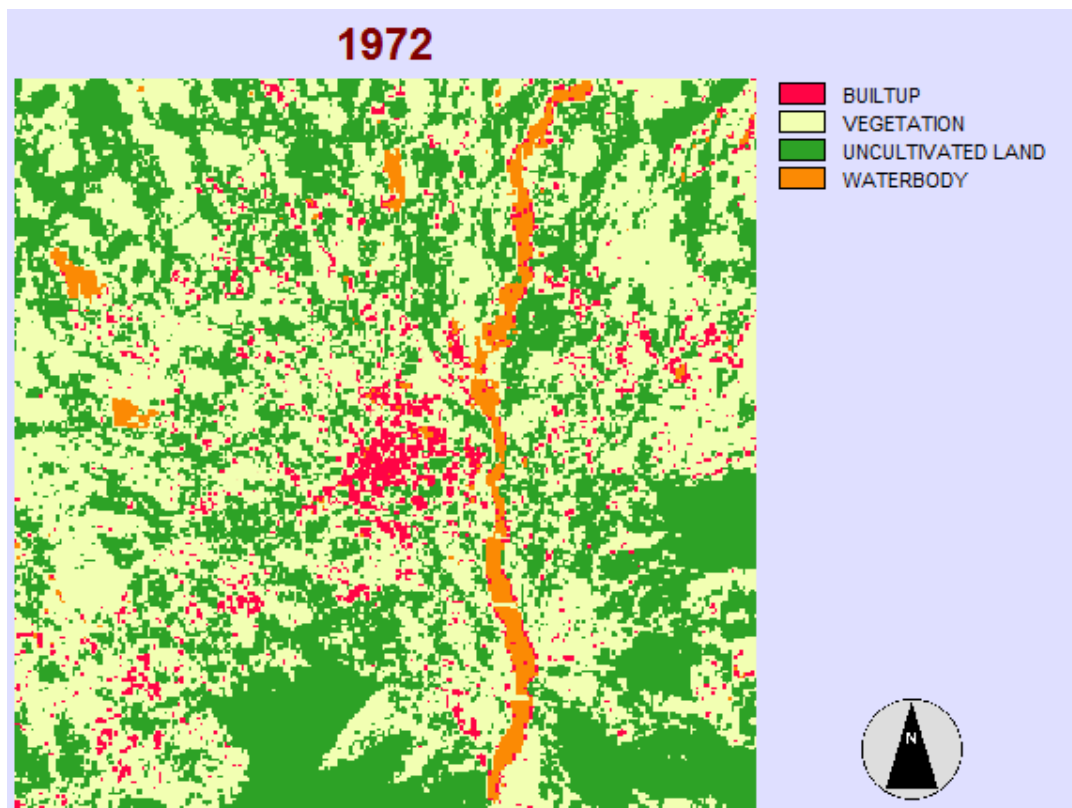 1972
BUILTUP
VEGETATION
UNCULTIVATED LAND
WATERBODY
N